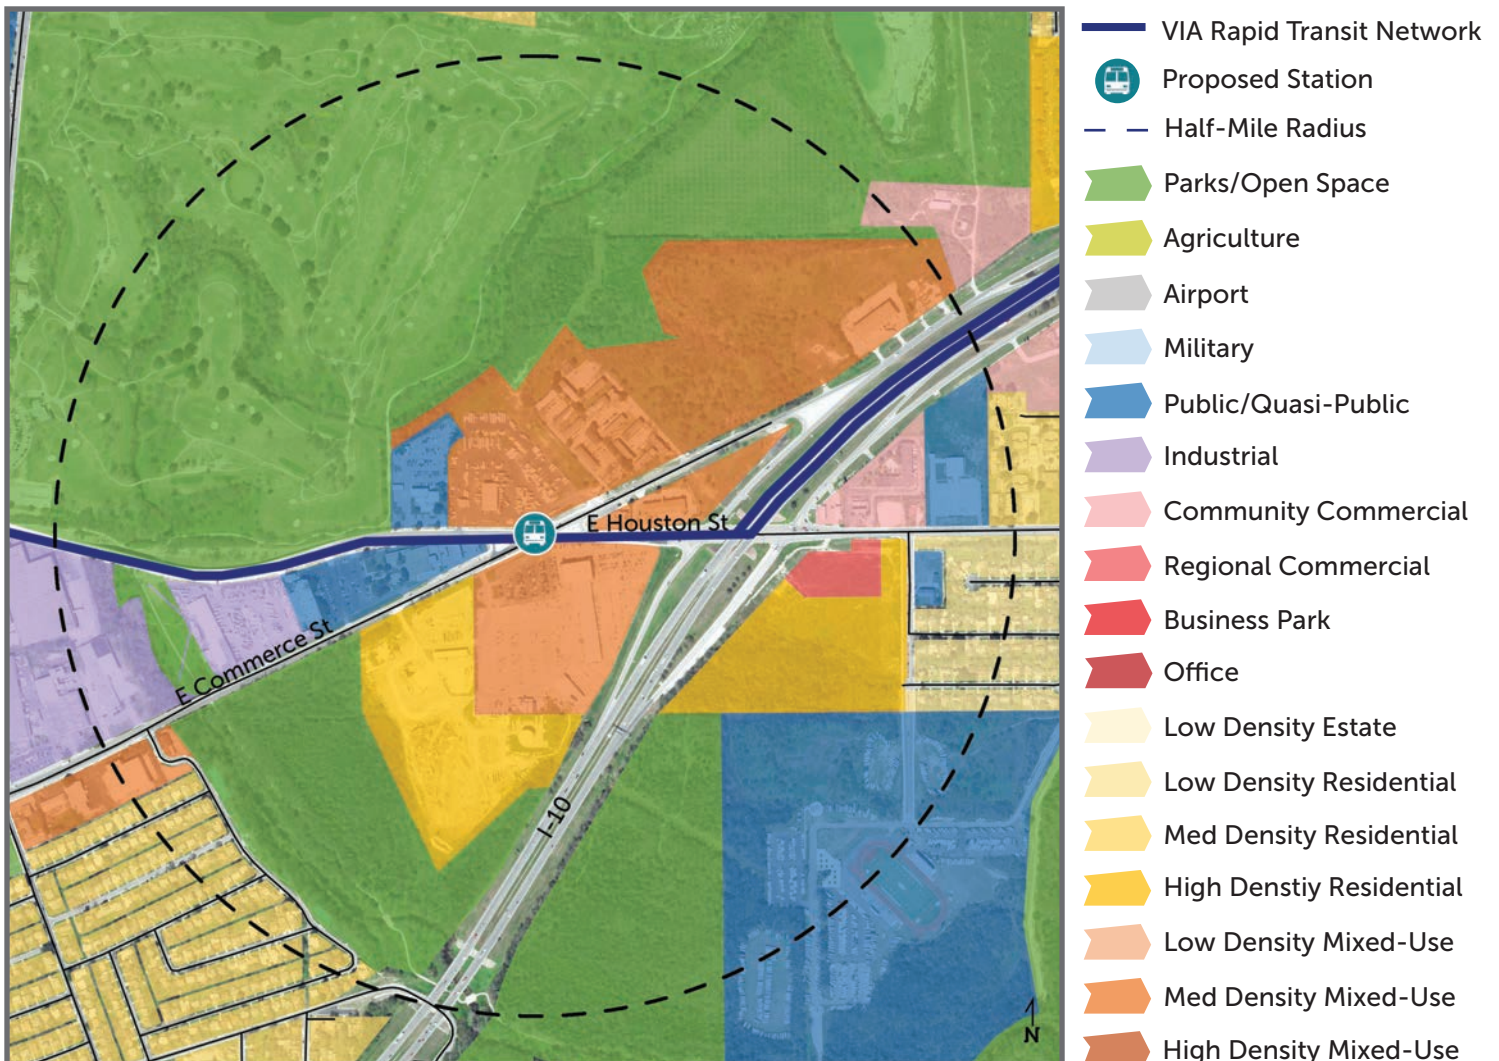 VIA Rapid Transit Network
Proposed Station
Half-Mile Radius
Parks/Open Space
Agriculture
Airport
Military
Public/Quasi-Public
Industrial
Community Commercial
Regional Commercial
Business Park
Office
Low Density Estate
Low Density Residential
Med Density Residential
High Denstiy Residential
Low Density Mixed-Use
Med Density Mixed-Use
High Density Mixed-Use
E Houston St
E Commerce St
I-10
N